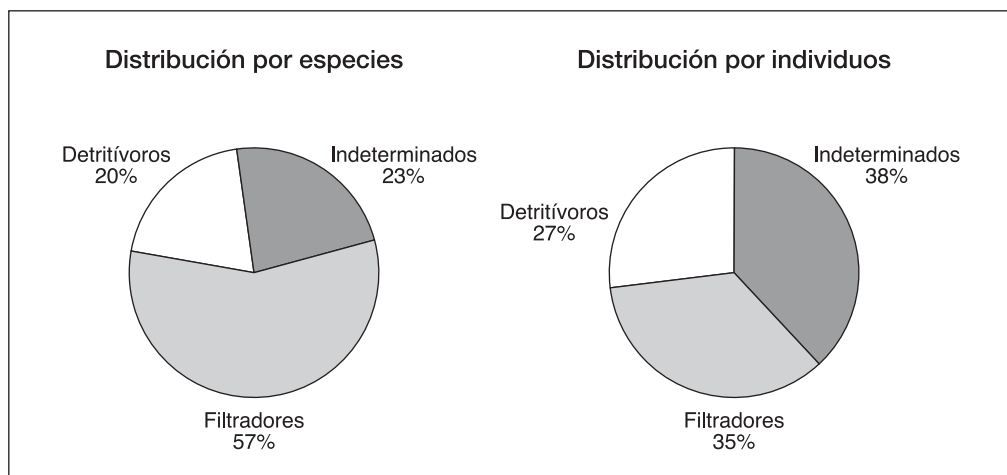 Distribución por especies
Detritívoros
20%
Indeterminados
23%
Filtradores
57%
Distribución por individuos
Indeterminados
38%
Detritívoros
27%
Filtradores
35%